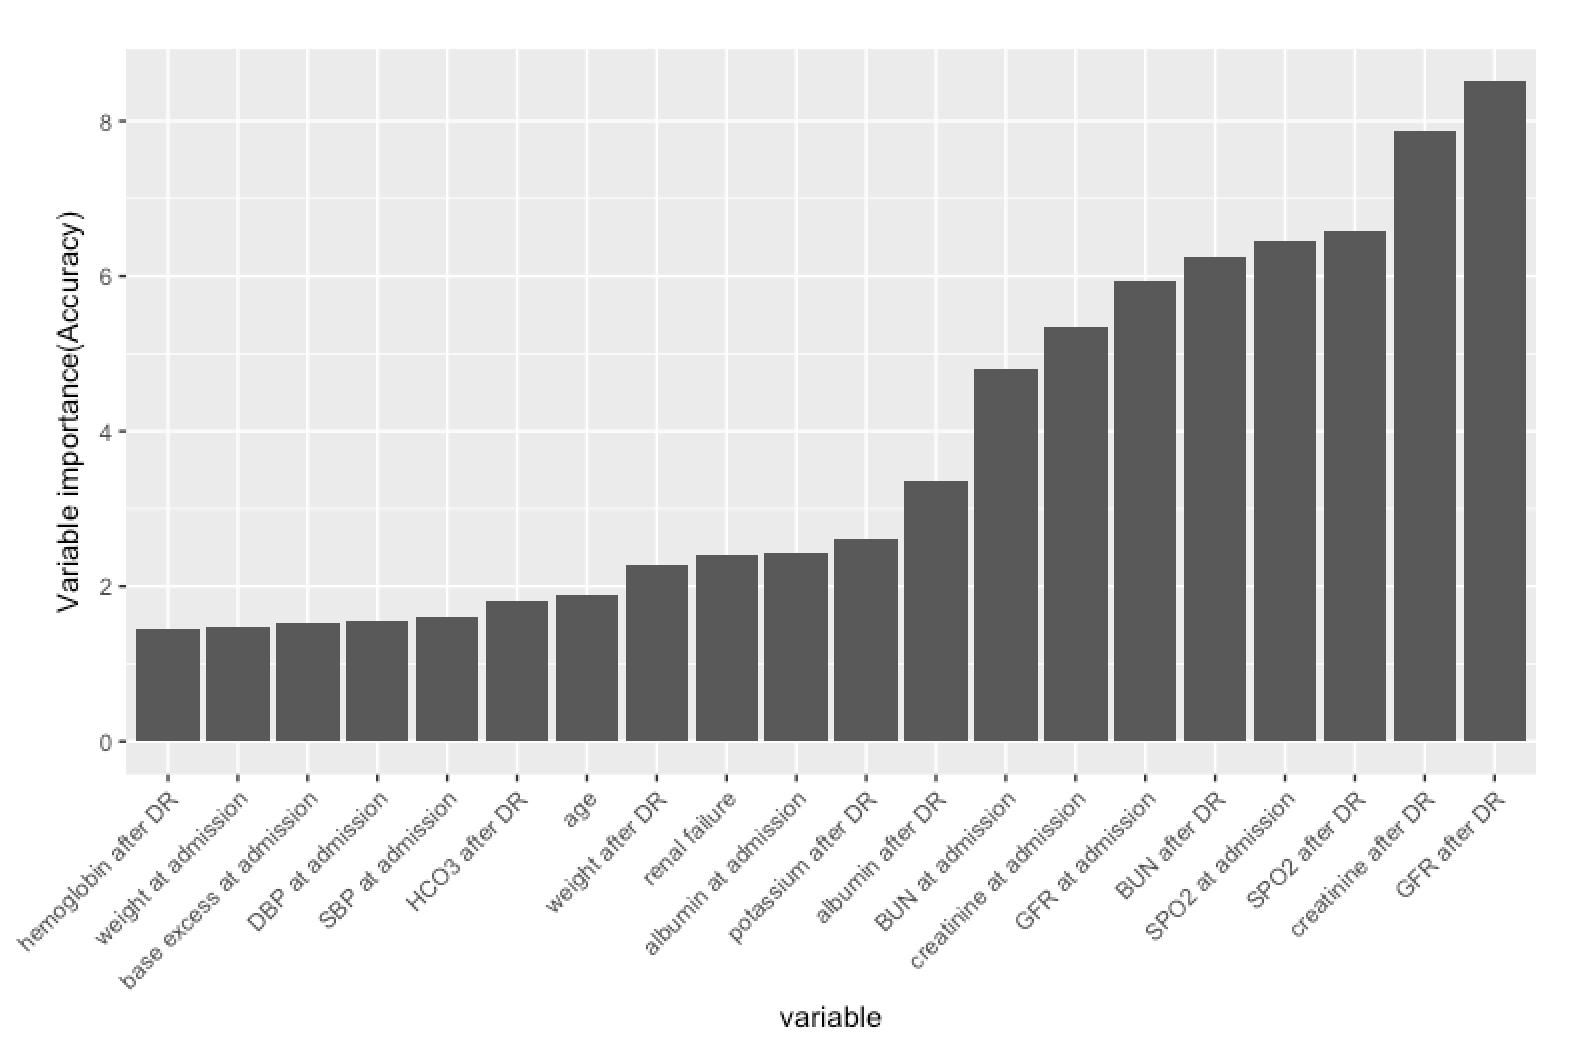 Variable importance(Accuracy)
8
6
4
2
0
hemoglobin after DR
weight at admission
base excess at admission
DBP at admission
SBP at admission
HCO3 after DR
age
weight after DR
renal failure
albumin at admission
potassium after DR
albumin after DR
BUN at admission
creatinine at admission
GFR at admission
BUN after DR
SPO2 at admission
SPO2 after DR
creatinine after DR
GFR after DR
variable